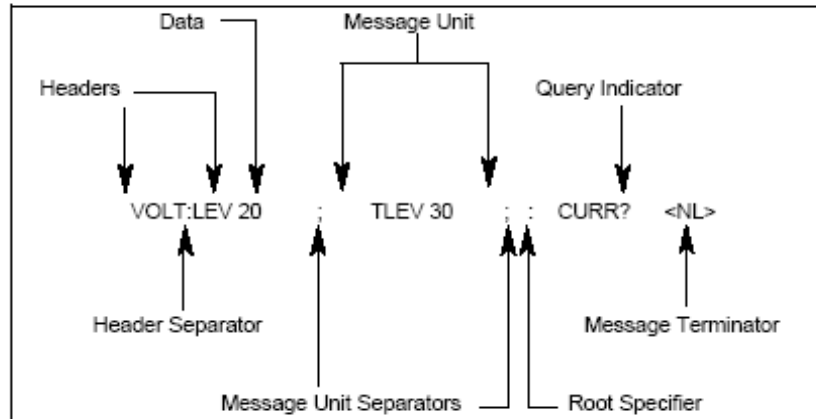 Data Message Unit
Headers Query Indicator
VOLT:LEV 20 ; TLEV 30 ; : CURR? <NL>
Header Separator Message Terminator
Message Unit Separators Root Specifier